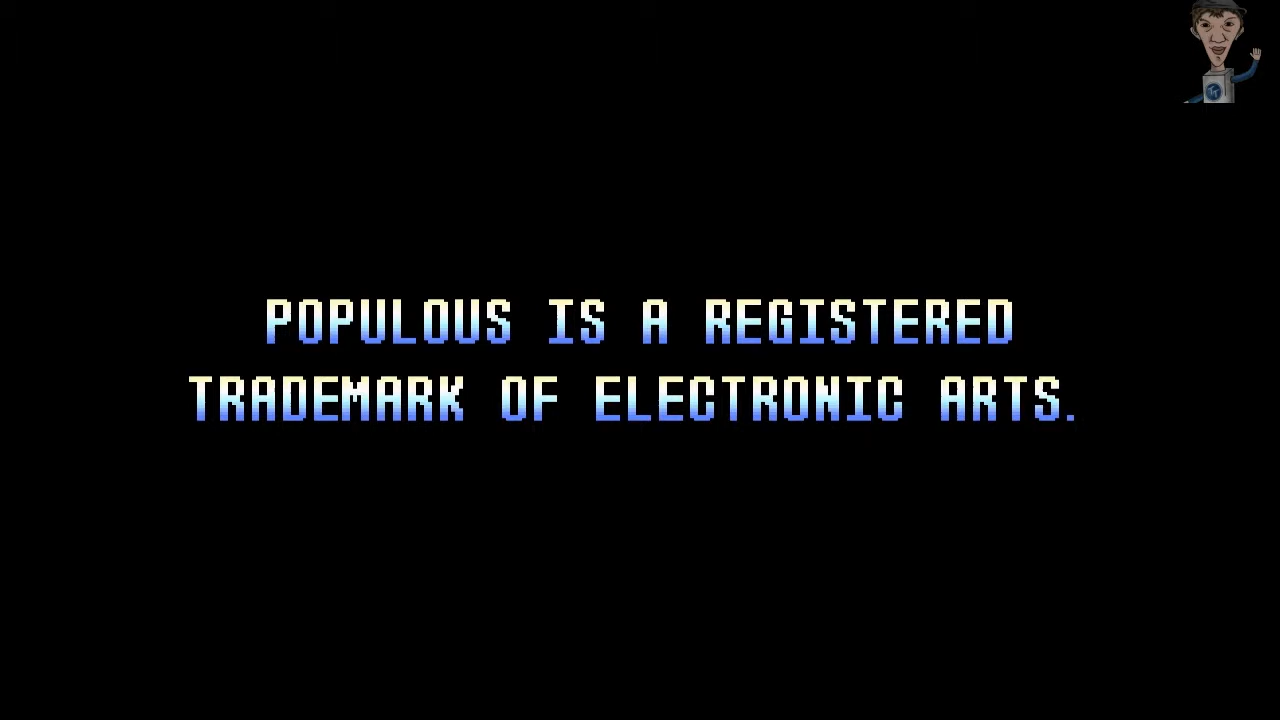 POPULOUS IS A REGISTERED
TRADEMARK OF ELECTRONIC ARTS.